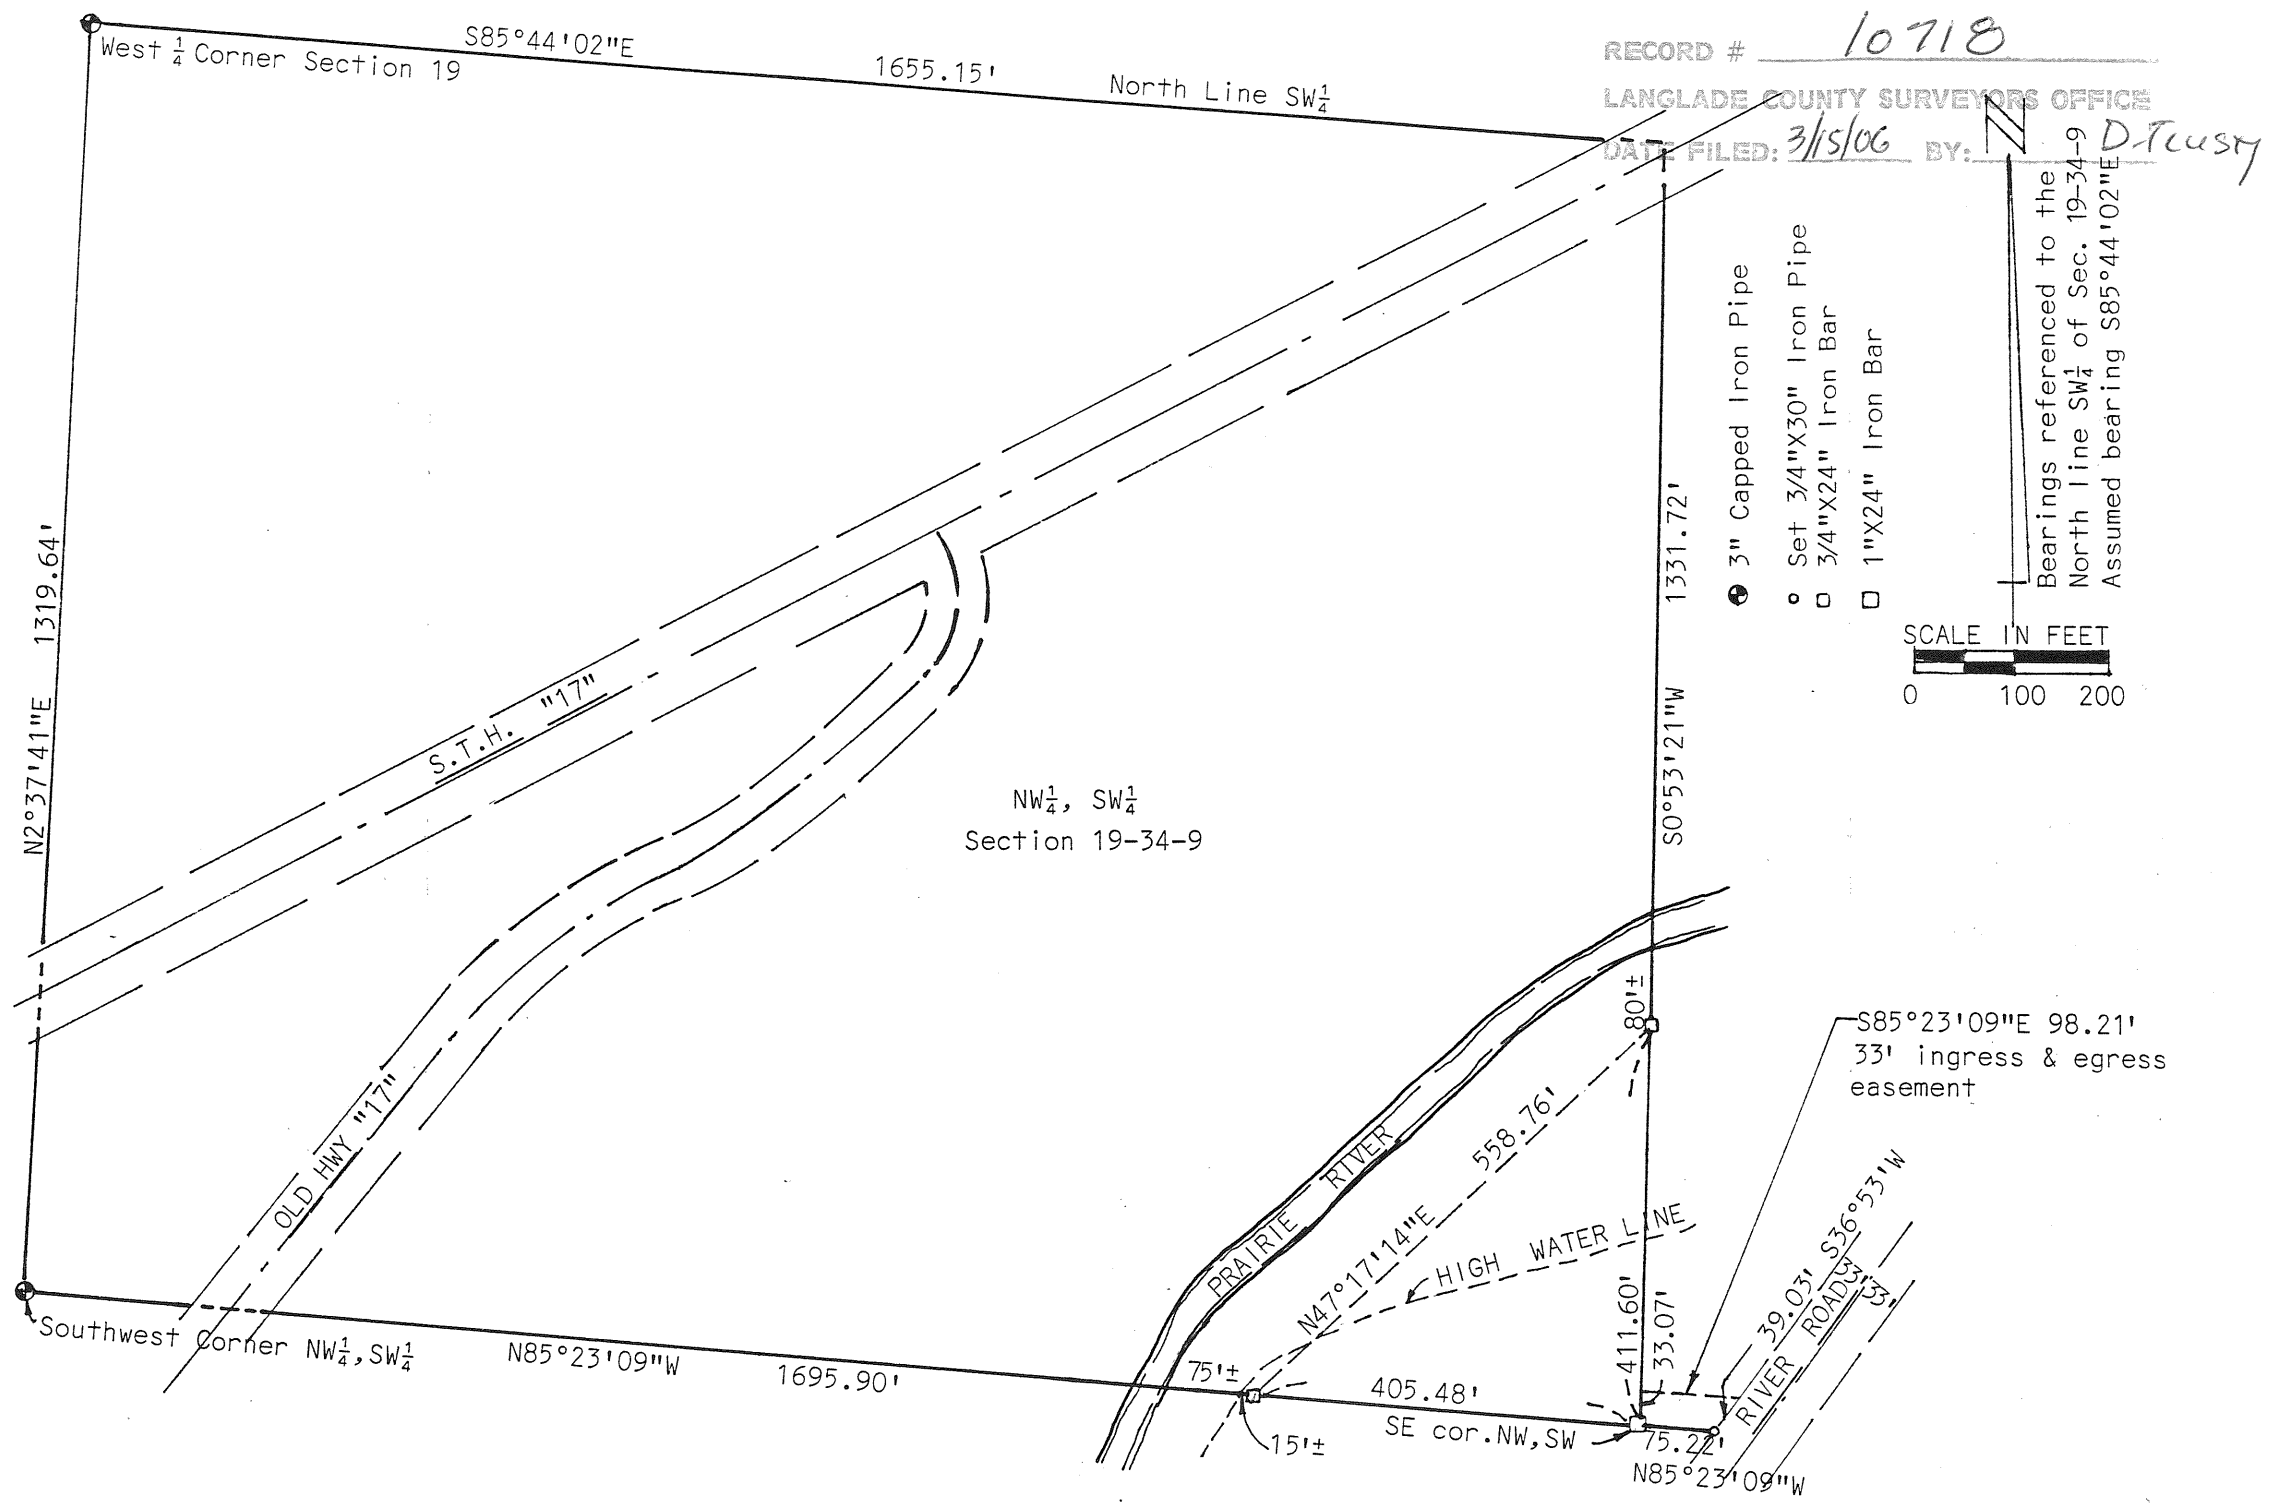 RECORD # 10718
LANGLADE COUNTY SURVEYORS OFFICE
DATE FILED: 3/15/06 BY: D. Tlusty
West ¼ Corner Section 19
S85°44'02"E
1655.15'
North Line SW¼
N
Bearings referenced to the
North line SW¼ of Sec. 19-34-9
Assumed bearing S85°44'02"E
3" Capped Iron Pipe
Set 3/4"X30" Iron Pipe
3/4"X24" Iron Bar
1"X24" Iron Bar
SCALE IN FEET
0 100 200
N2°37'41"E 1319.64'
S.T.H. "17"
OLD HWY "17"
NW¼, SW¼
Section 19-34-9
1331.72'
S0°53'21"W
80'±
PRAIRIE RIVER
558.76'
N47°17'14"E
HIGH WATER LINE
S85°23'09"E 98.21'
33' ingress & egress
easement
39.03' S36°53'W
RIVER ROAD
33' 33'
411.60'
33.07'
Southwest Corner NW¼, SW¼
N85°23'09"W
1695.90'
75'±
15'±
405.48'
SE cor. NW, SW
75.22'
N85°23'09"W